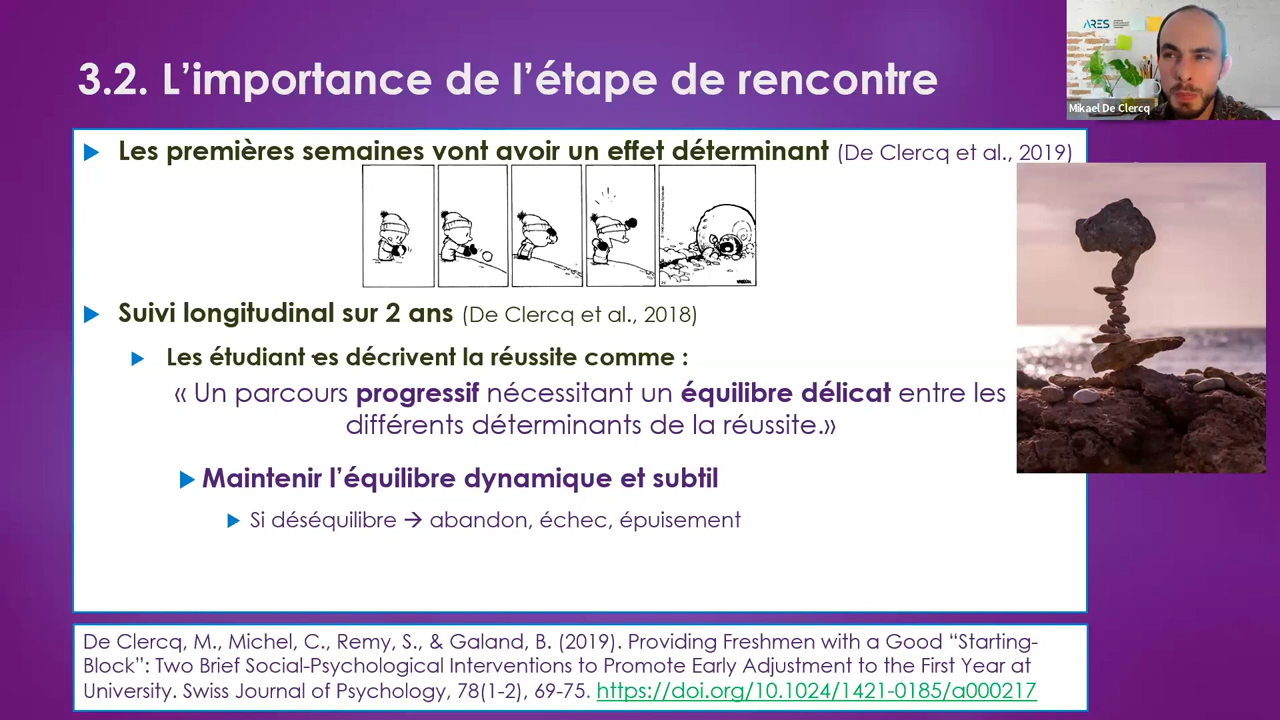 3.2. L’importance de l’étape de rencontre
ARES
Mikael De Clercq
Les premières semaines vont avoir un effet déterminant (De Clercq et al., 2019)
Suivi longitudinal sur 2 ans (De Clercq et al., 2018)
Les étudiant·es décrivent la réussite comme :
« Un parcours progressif nécessitant un équilibre délicat entre les
différents déterminants de la réussite.»
Maintenir l’équilibre dynamique et subtil
Si déséquilibre → abandon, échec, épuisement
De Clercq, M., Michel, C., Remy, S., & Galand, B. (2019). Providing Freshmen with a Good “Starting-
Block”: Two Brief Social-Psychological Interventions to Promote Early Adjustment to the First Year at
University. Swiss Journal of Psychology, 78(1-2), 69-75. https://doi.org/10.1024/1421-0185/a000217